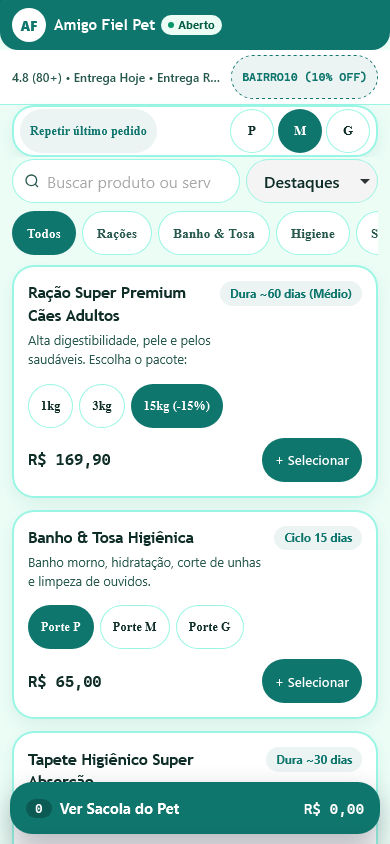 AF Amigo Fiel Pet Aberto
4.8 (80+) • Entrega Hoje • Entrega R... BAIRRO10 (10% OFF)
Repetir último pedido P M G
Buscar produto ou serv Destaques
Todos Rações Banho & Tosa Higiene S
Ração Super Premium
Cães Adultos
Dura ~60 dias (Médio)
Alta digestibilidade, pele e pelos
saudáveis. Escolha o pacote:
1kg 3kg 15kg (-15%)
R$ 169,90 + Selecionar
Banho & Tosa Higiênica Ciclo 15 dias
Banho morno, hidratação, corte de unhas
e limpeza de ouvidos.
Porte P Porte M Porte G
R$ 65,00 + Selecionar
Tapete Higiênico Super
Absorção
Dura ~30 dias
0 Ver Sacola do Pet R$ 0,00